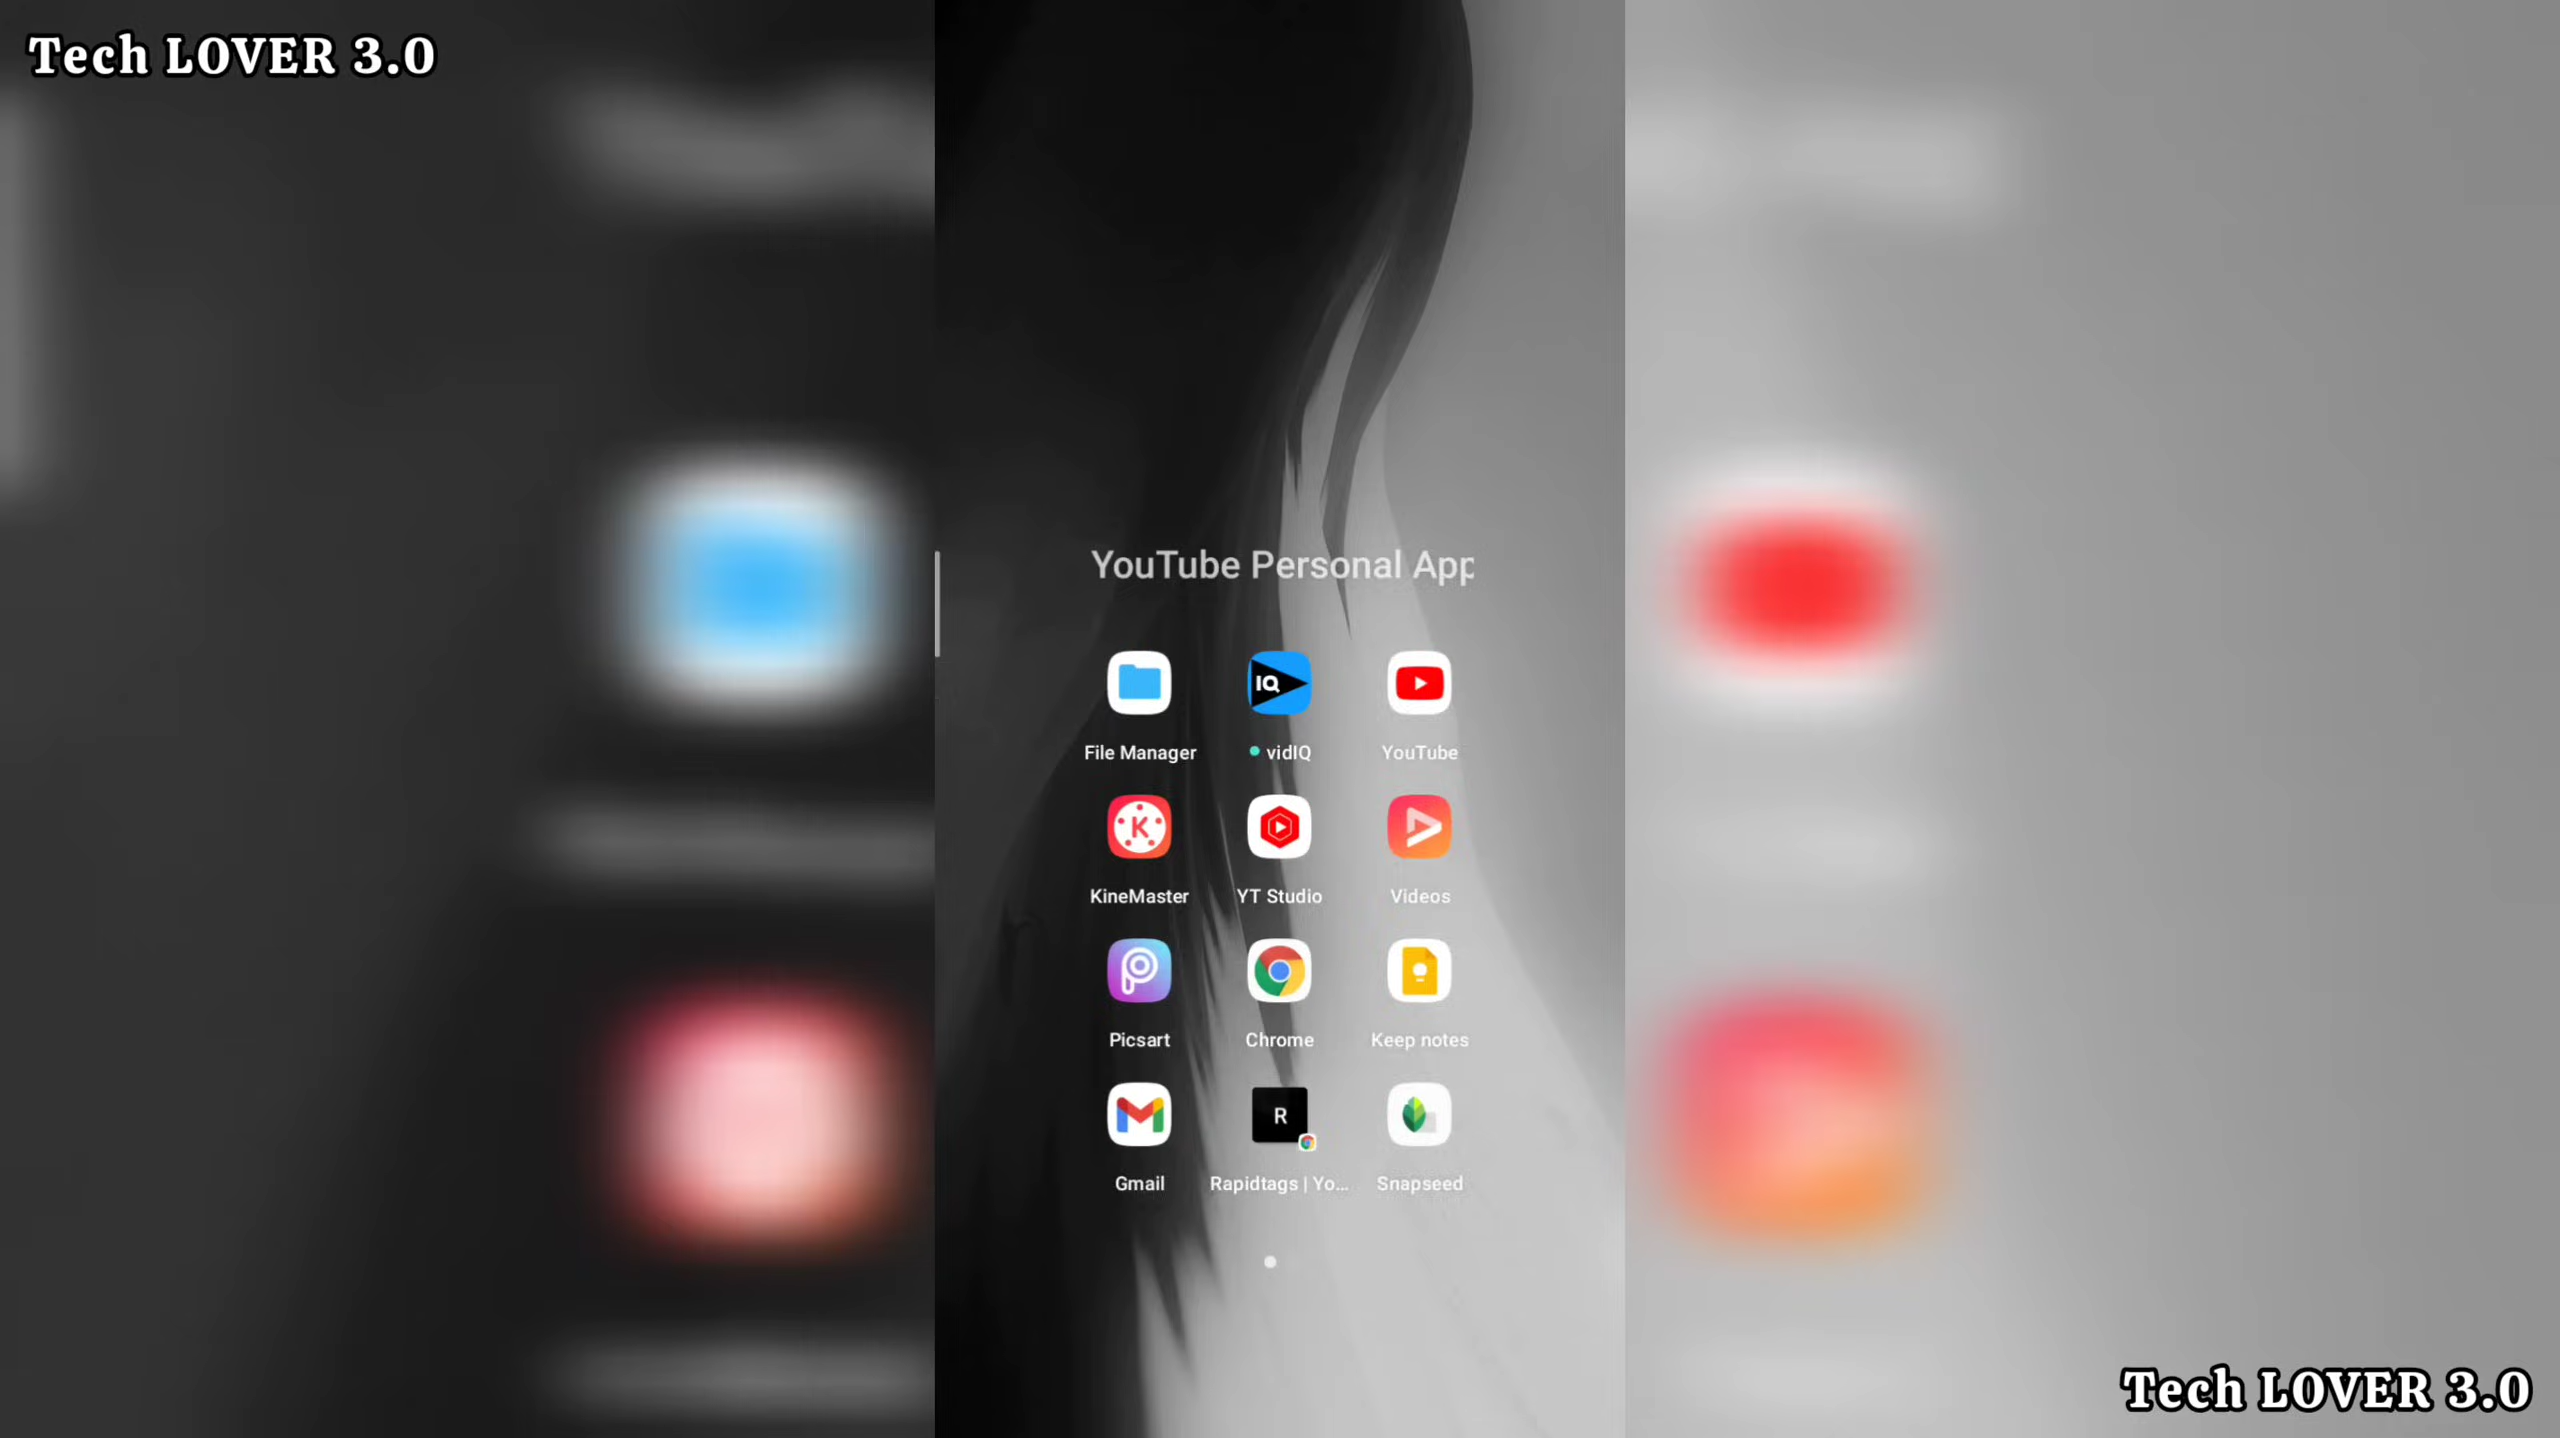 Tech LOVER 3.0
YouTube Personal App
IQ
File Manager
vidIQ
YouTube
K
KineMaster
YT Studio
Videos
Picsart
Chrome
Keep notes
R
Gmail
Rapidtags | Yo...
Snapseed
Tech LOVER 3.0